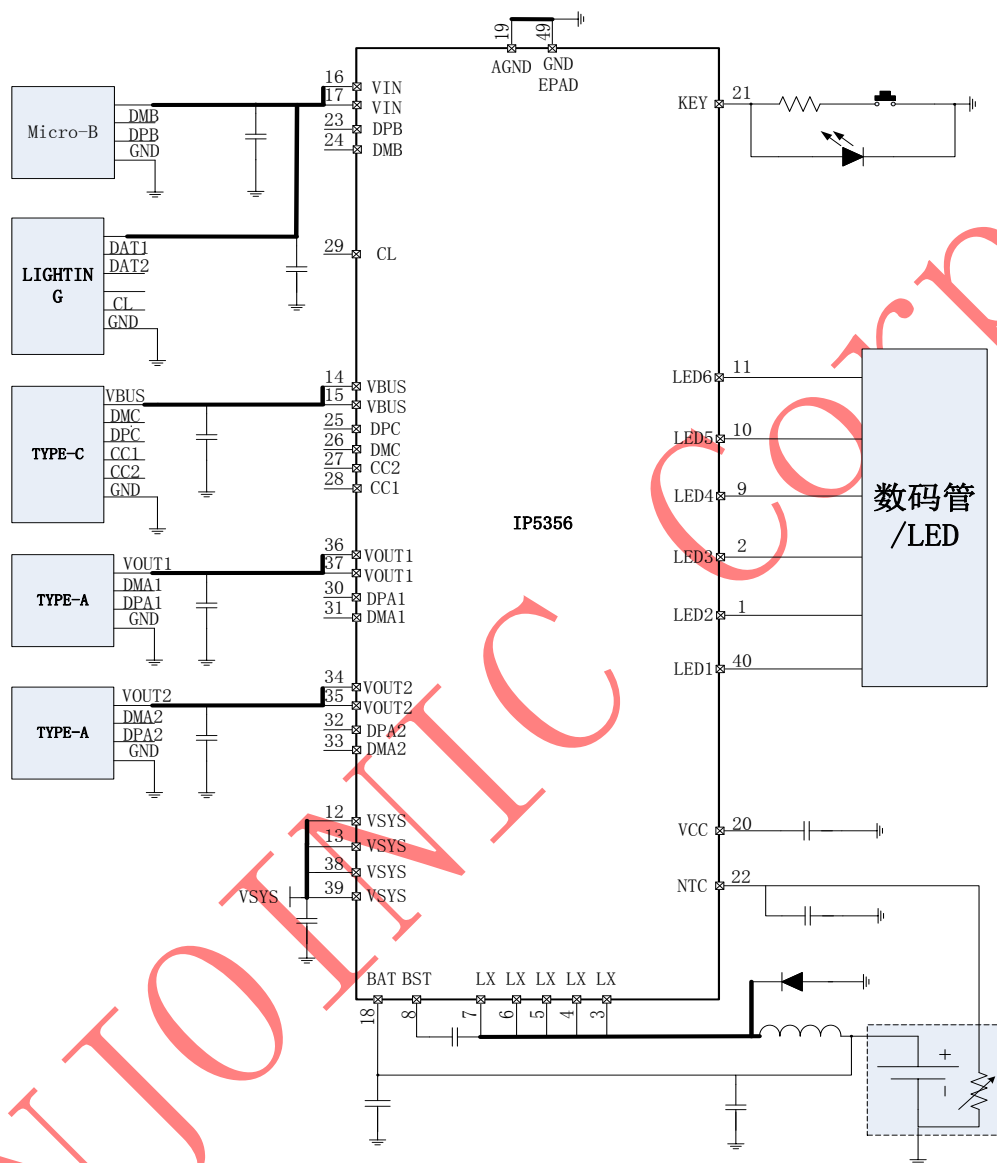 19
49
AGND
GND
EPAD
16
VIN
17
VIN
23
DPB
24
DMB
Micro-B
DMB
DPB
GND
KEY
21
29
CL
LIGHTIN
G
DAT1
DAT2
CL
GND
14
VBUS
15
VBUS
25
DPC
26
DMC
27
CC2
28
CC1
TYPE-C
VBUS
DMC
DPC
CC1
CC2
GND
IP5356
LED6
11
LED5
10
LED4
9
LED3
2
LED2
1
LED1
40
数码管
/LED
36
VOUT1
37
VOUT1
30
DPA1
31
DMA1
TYPE-A
VOUT1
DMA1
DPA1
GND
34
VOUT2
35
VOUT2
32
DPA2
33
DMA2
TYPE-A
VOUT2
DMA2
DPA2
GND
12
VSYS
13
VSYS
38
VSYS
39
VSYS
VSYS
VCC
20
NTC
22
BAT
BST
LX
LX
LX
LX
LX
18
8
7
6
5
4
3
+
-
NJOINIC Corp